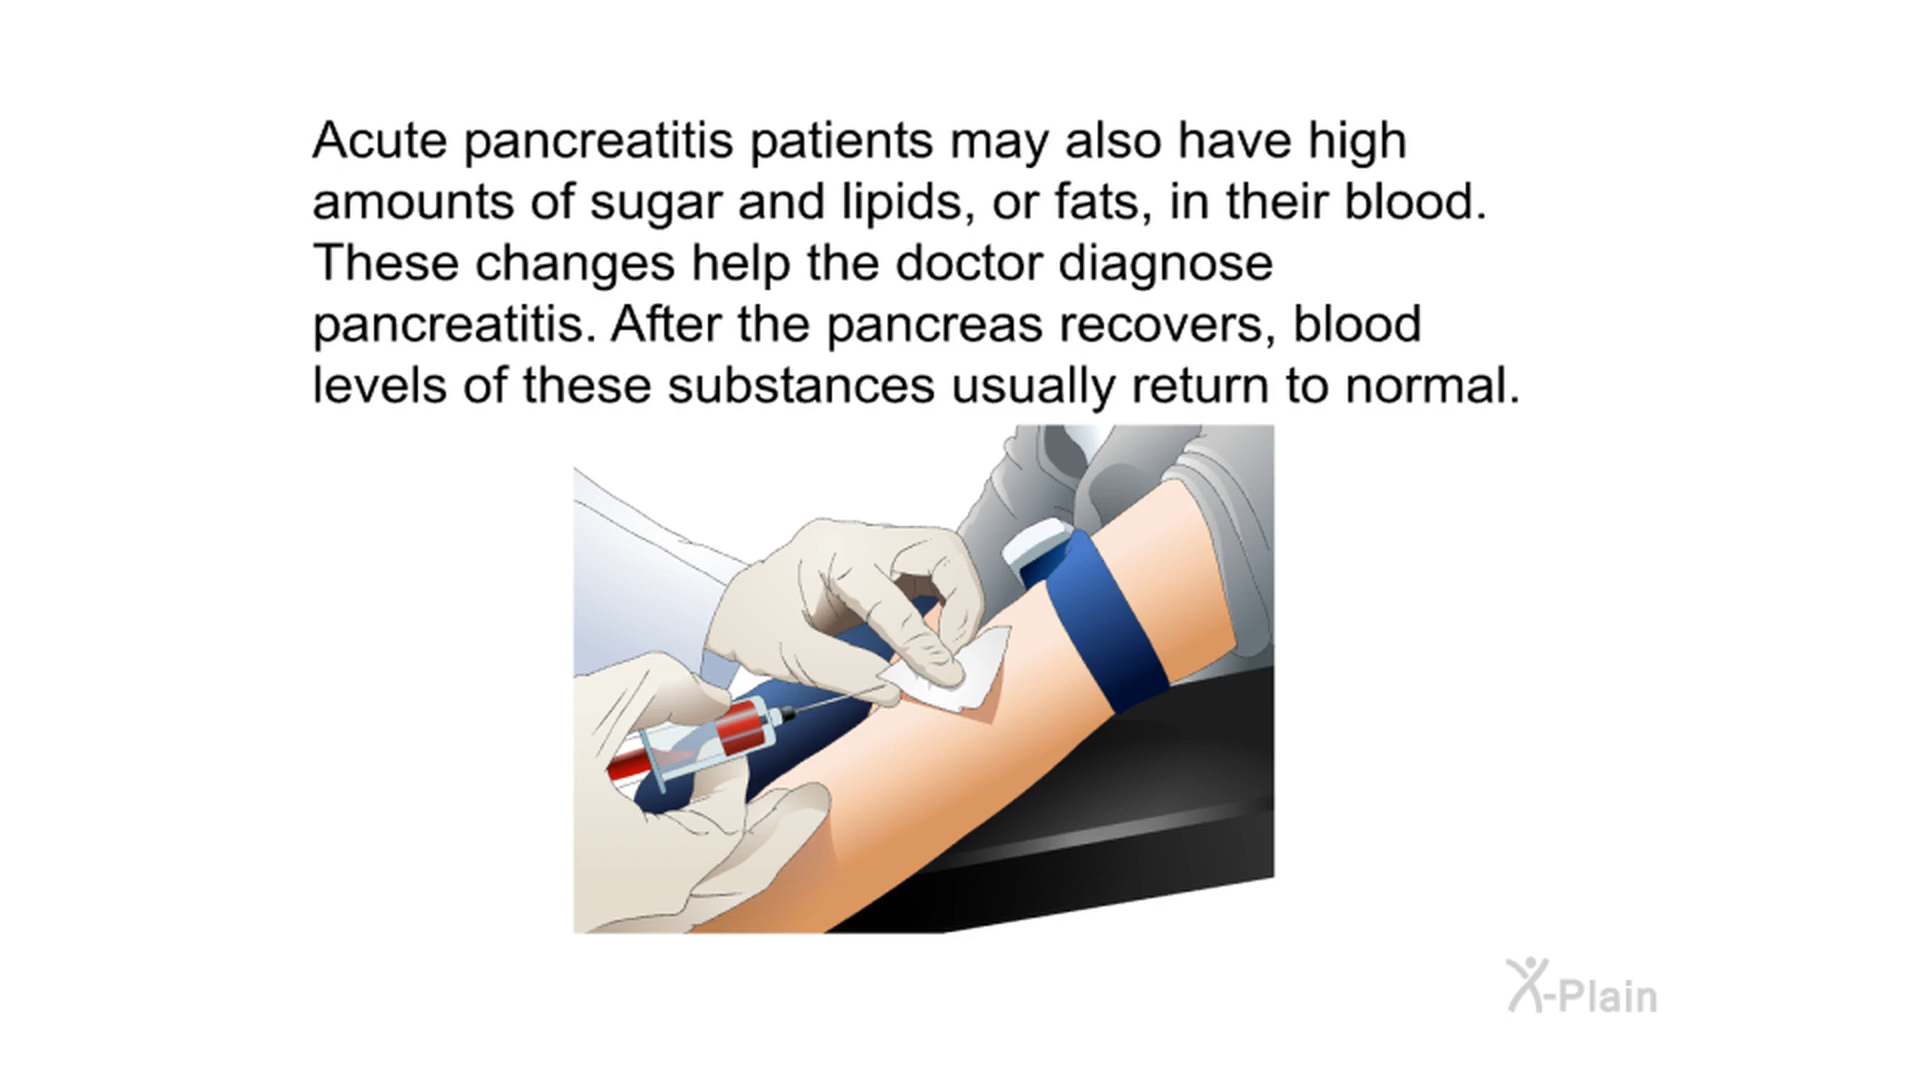 Acute pancreatitis patients may also have high
amounts of sugar and lipids, or fats, in their blood.
These changes help the doctor diagnose
pancreatitis. After the pancreas recovers, blood
levels of these substances usually return to normal.
X-Plain